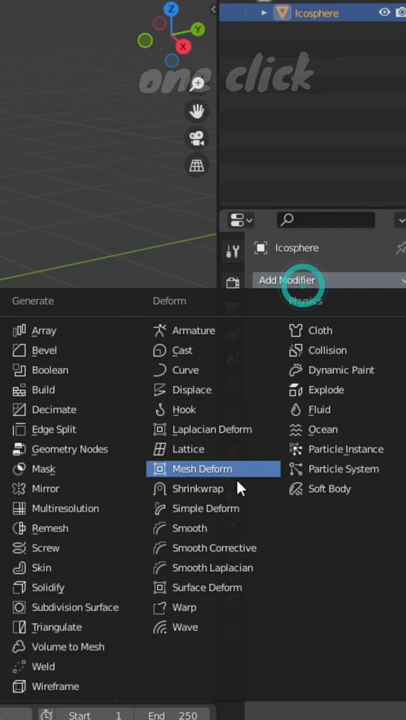 Z
Y
X
Icosphere
one click
Icosphere
Add Modifier
Generate
Array
Bevel
Boolean
Build
Decimate
Edge Split
Geometry Nodes
Mask
Mirror
Multiresolution
Remesh
Screw
Skin
Solidify
Subdivision Surface
Triangulate
Volume to Mesh
Weld
Wireframe
Deform
Armature
Cast
Curve
Displace
Hook
Laplacian Deform
Lattice
Mesh Deform
Shrinkwrap
Simple Deform
Smooth
Smooth Corrective
Smooth Laplacian
Surface Deform
Warp
Wave
Physics
Cloth
Collision
Dynamic Paint
Explode
Fluid
Ocean
Particle Instance
Particle System
Soft Body
Start 1
End 250